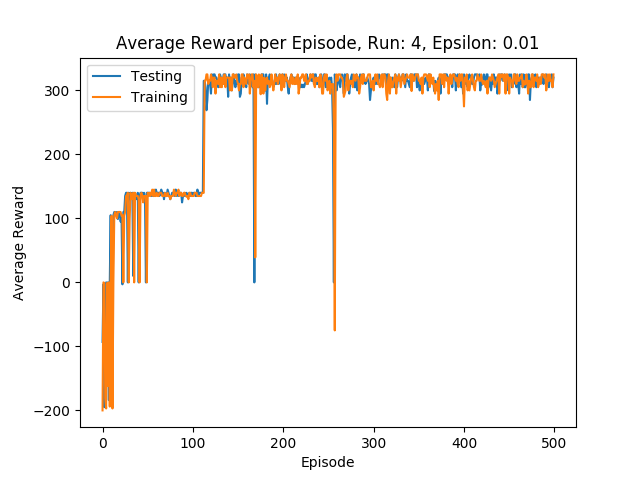 Average Reward per Episode, Run: 4, Epsilon: 0.01
Testing
Training
300
200
100
0
−100
−200
Average Reward
0 100 200 300 400 500
Episode